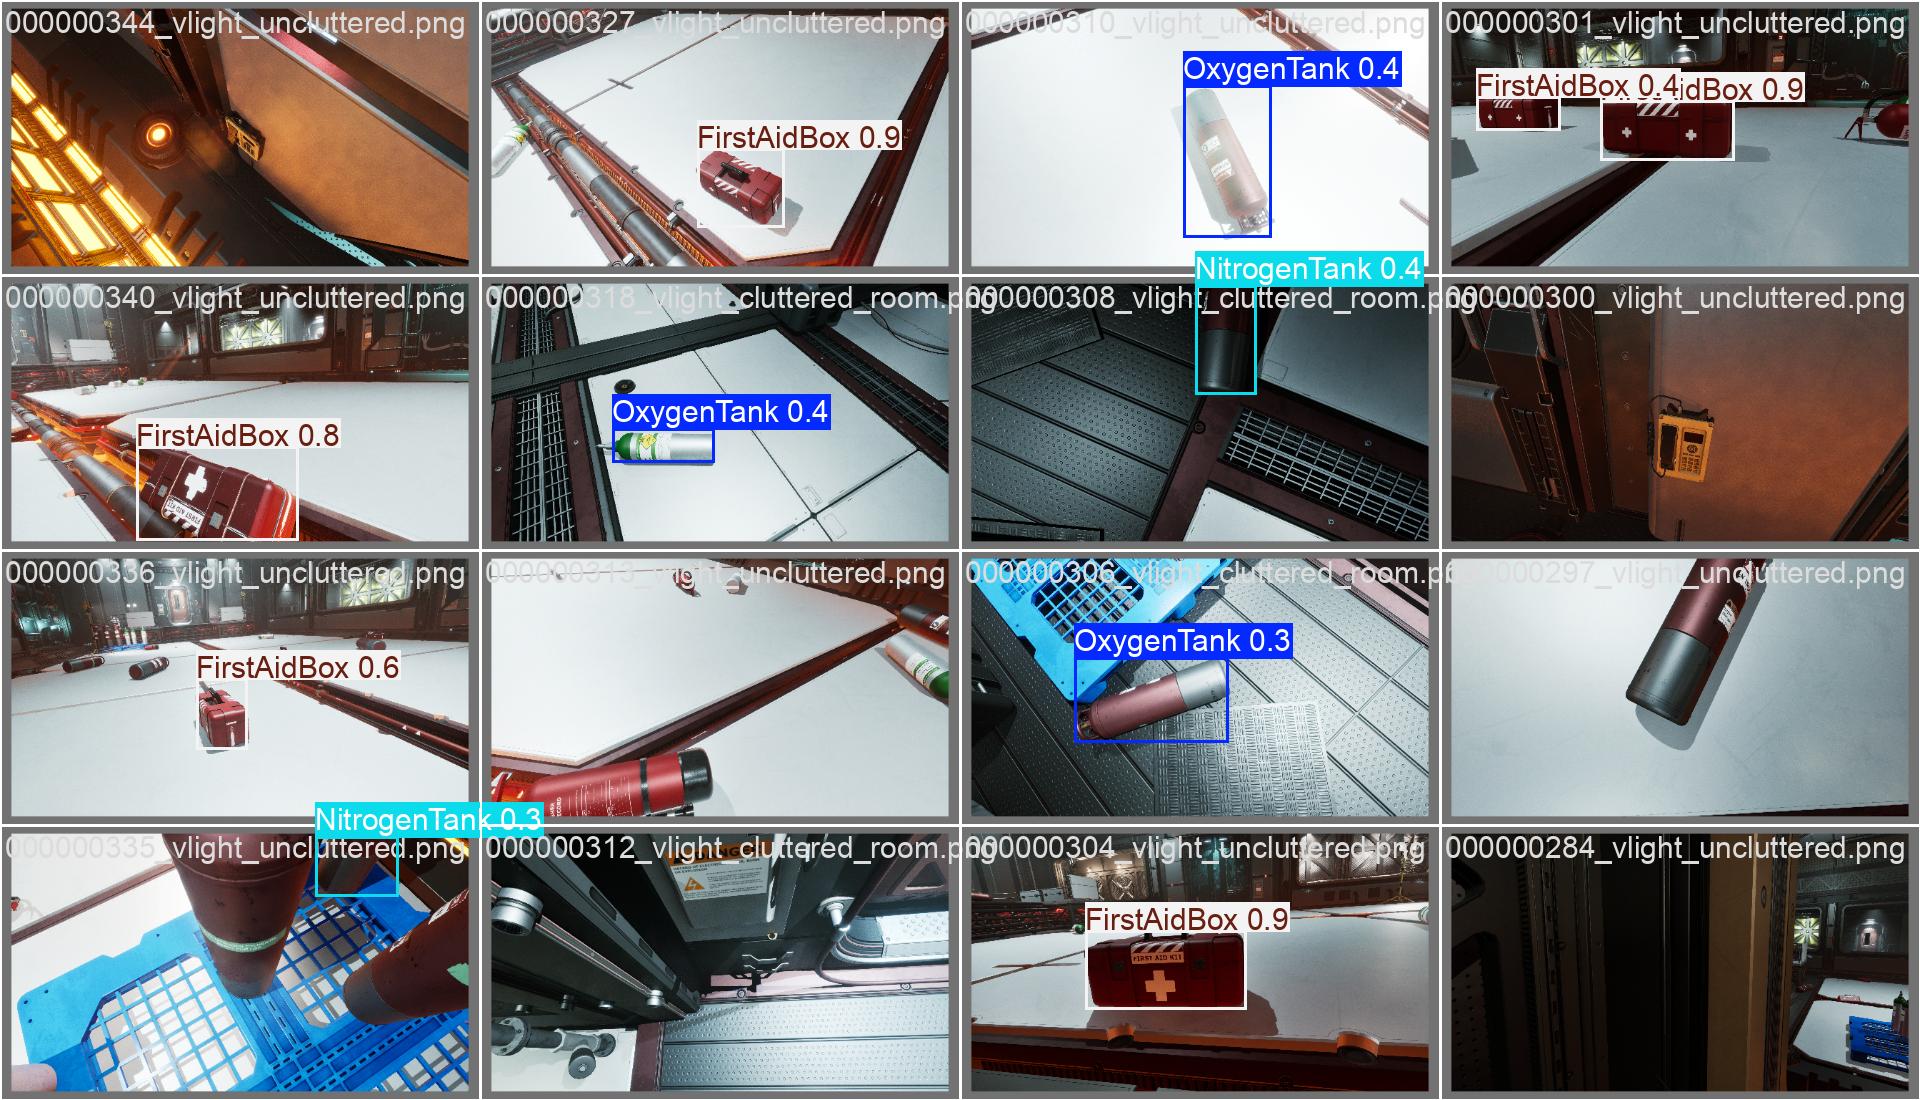 000000344_vlight_uncluttered.png
000000327_vlight_uncluttered.png
000000310_vlight_uncluttered.png
000000301_vlight_uncluttered.png
FirstAidBox 0.9
OxygenTank 0.4
FirstAidBox 0.4
idBox 0.9
000000340_vlight_uncluttered.png
000000318_vlight_cluttered_room.png
000000308_vlight_cluttered_room.png
000000300_vlight_uncluttered.png
FirstAidBox 0.8
FIRST AID KIT
OxygenTank 0.4
NitrogenTank 0.4
000000336_vlight_uncluttered.png
000000313_vlight_uncluttered.png
000000306_vlight_cluttered_room.p
000000297_vlight_uncluttered.png
FirstAidBox 0.6
OxygenTank 0.3
000000335_vlight_uncluttered.png
000000312_vlight_cluttered_room.png
000000304_vlight_uncluttered.png
000000284_vlight_uncluttered.png
NitrogenTank 0.3
FirstAidBox 0.9
FIRST AID KIT